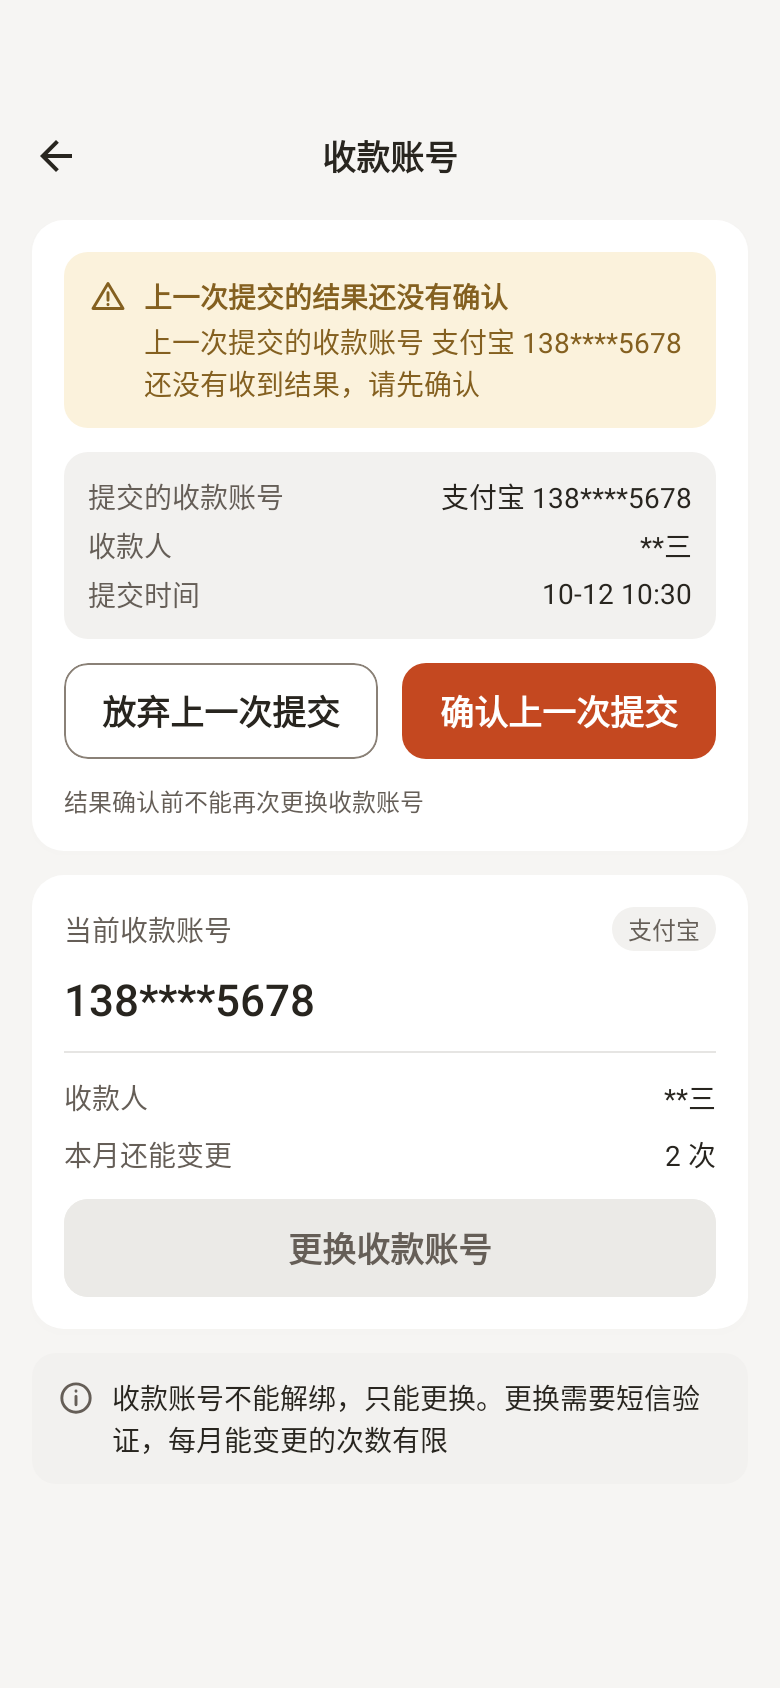 收款账号
上一次提交的结果还没有确认
上一次提交的收款账号 支付宝 138****5678
还没有收到结果，请先确认
提交的收款账号 支付宝 138****5678
收款人 **三
提交时间 10-12 10:30
放弃上一次提交 确认上一次提交
结果确认前不能再次更换收款账号
当前收款账号 支付宝
138****5678
收款人 **三
本月还能变更 2 次
更换收款账号
收款账号不能解绑，只能更换。更换需要短信验
证，每月能变更的次数有限